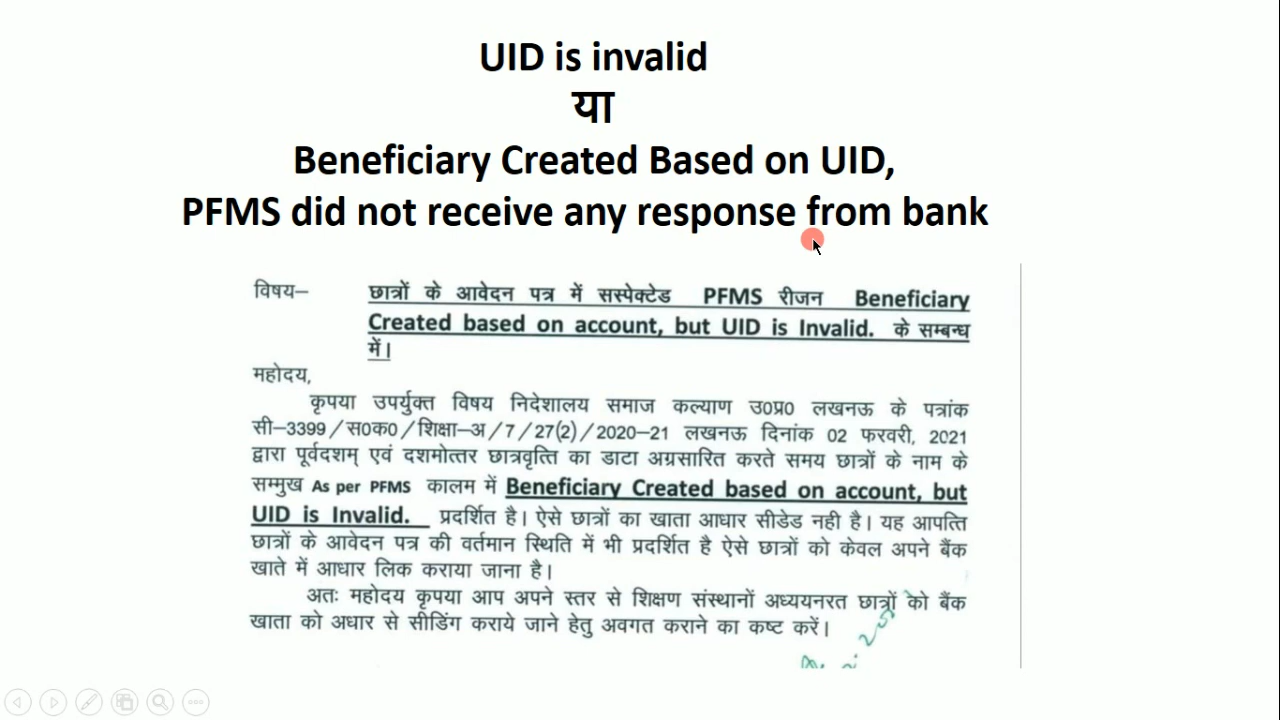 UID is invalid
या
Beneficiary Created Based on UID,
PFMS did not receive any response from bank
विषय– छात्रों के आवेदन पत्र में सस्पेक्टेड PFMS रीजन Beneficiary
Created based on account, but UID is Invalid. के सम्बन्ध
में।
महोदय,
कृपया उपर्युक्त विषय निदेशालय समाज कल्याण उ०प्र० लखनऊ के पत्रांक
सी–3399/स०क०/शिक्षा–अ/7/27(2)/2020–21 लखनऊ दिनांक 02 फरवरी, 2021
द्वारा पूर्वदशम् एवं दशमोत्तर छात्रवृत्ति का डाटा अग्रसारित करते समय छात्रों के नाम के
सम्मुख As per PFMS कालम में Beneficiary Created based on account, but
UID is Invalid. प्रदर्शित है। ऐसे छात्रों का खाता आधार सीडेड नही है। यह आपत्ति
छात्रों के आवेदन पत्र की वर्तमान स्थिति में भी प्रदर्शित है ऐसे छात्रों को केवल अपने बैंक
खाते में आधार लिक कराया जाना है।
अतः महोदय कृपया आप अपने स्तर से शिक्षण संस्थानों अध्ययनरत छात्रों को बैंक
खाता को अधार से सीडिंग कराये जाने हेतु अवगत कराने का कष्ट करें।